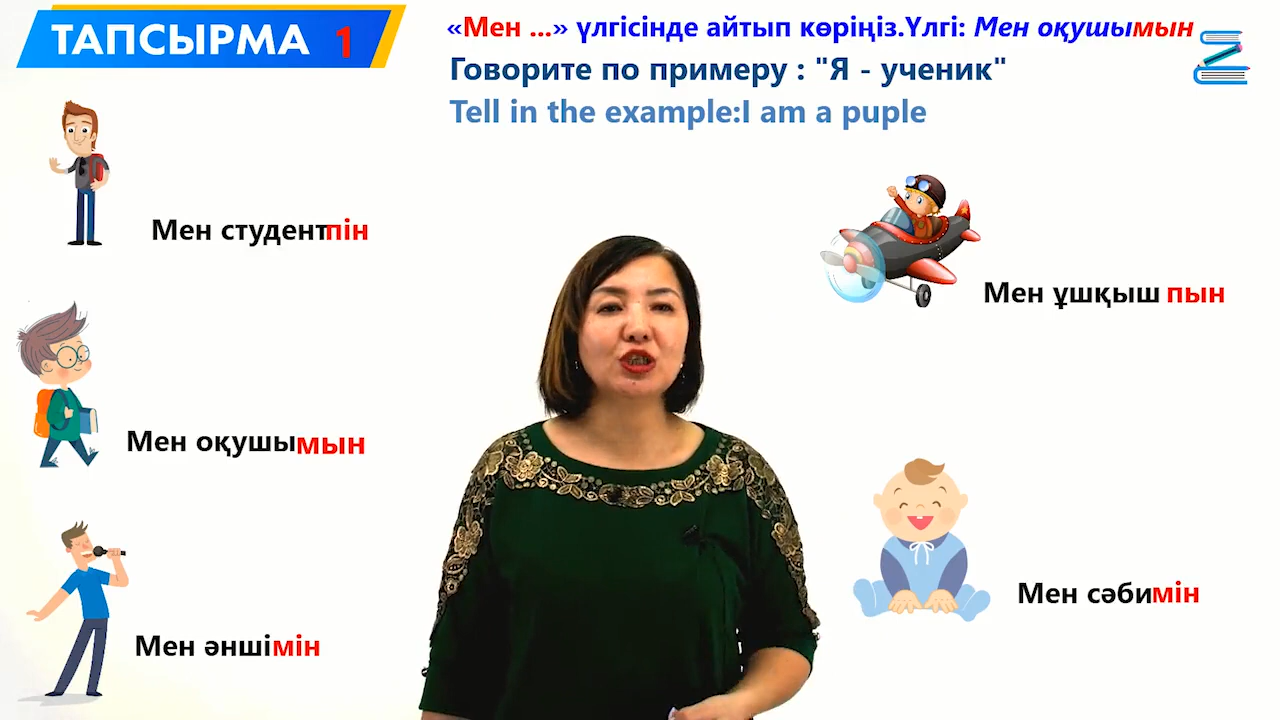 ТАПСЫРМА 1
«Мен ...» үлгісінде айтып көріңіз.Үлгі: Мен оқушымын
Говорите по примеру : "Я - ученик"
Tell in the example:I am a puple
Мен студентпін
Мен ұшқыш пын
Мен оқушымын
Мен сәбимін
Мен әншімін